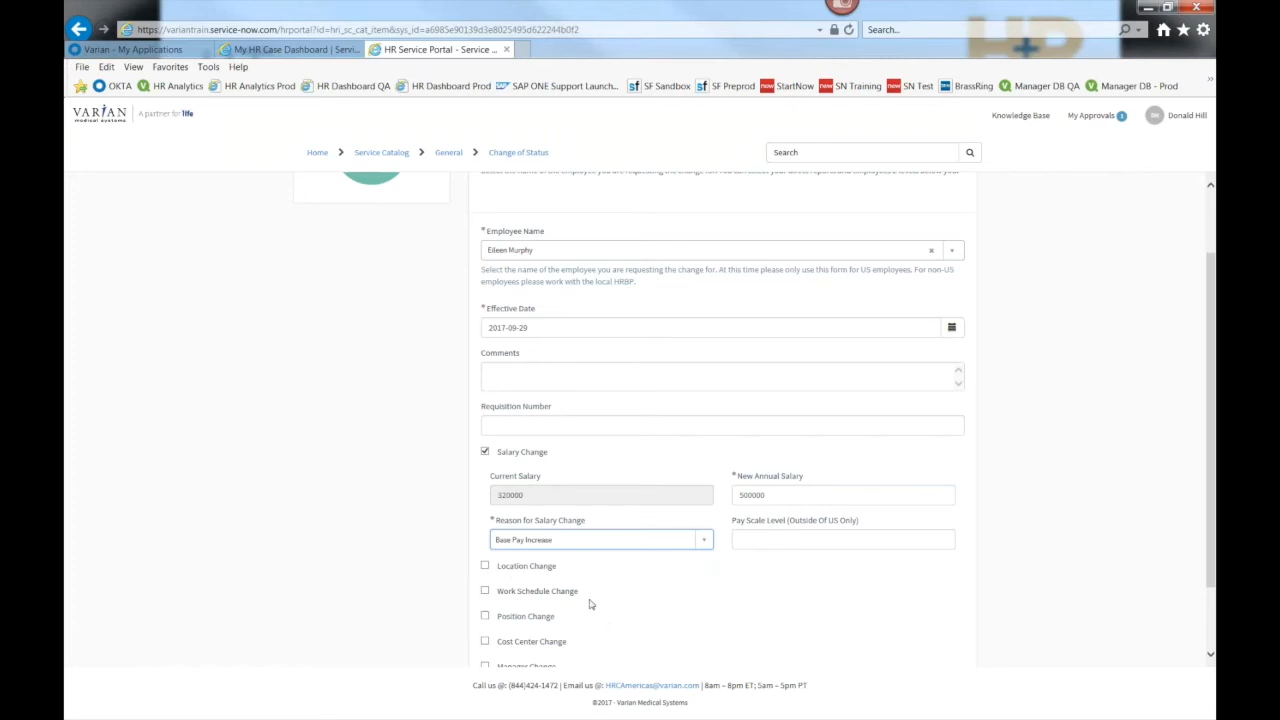 https://variantrain.service-now.com/hrportal?id=hri_sc_cat_item&sys_id=a6985e90139d3e8025495d622244b0f2
Search...
Varian - My Applications
My HR Case Dashboard | Servi...
HR Service Portal - Service ...
File Edit View Favorites Tools Help
OKTA HR Analytics HR Analytics Prod HR Dashboard QA HR Dashboard Prod SAP ONE Support Launch... SF Sandbox SF Preprod StartNow SN Training SN Test BrassRing Manager DB QA Manager DB - Prod
VARIAN medical systems A partner for life
Knowledge Base My Approvals Donald Hill
Home Service Catalog General Change of Status
Search
* Employee Name
Eileen Murphy
Select the name of the employee you are requesting the change for. At this time please only use this form for US employees. For non-US
employees please work with the local HRBP.
* Effective Date
2017-09-29
Comments
Requisition Number
Salary Change
Current Salary * New Annual Salary
320000 500000
* Reason for Salary Change Pay Scale Level (Outside Of US Only)
Base Pay Increase
Location Change
Work Schedule Change
Position Change
Cost Center Change
Manager Change
Call us @: (844)424-1472 | Email us @: HRCAmericas@varian.com | 8am – 8pm ET; 5am – 5pm PT
©2017 - Varian Medical Systems